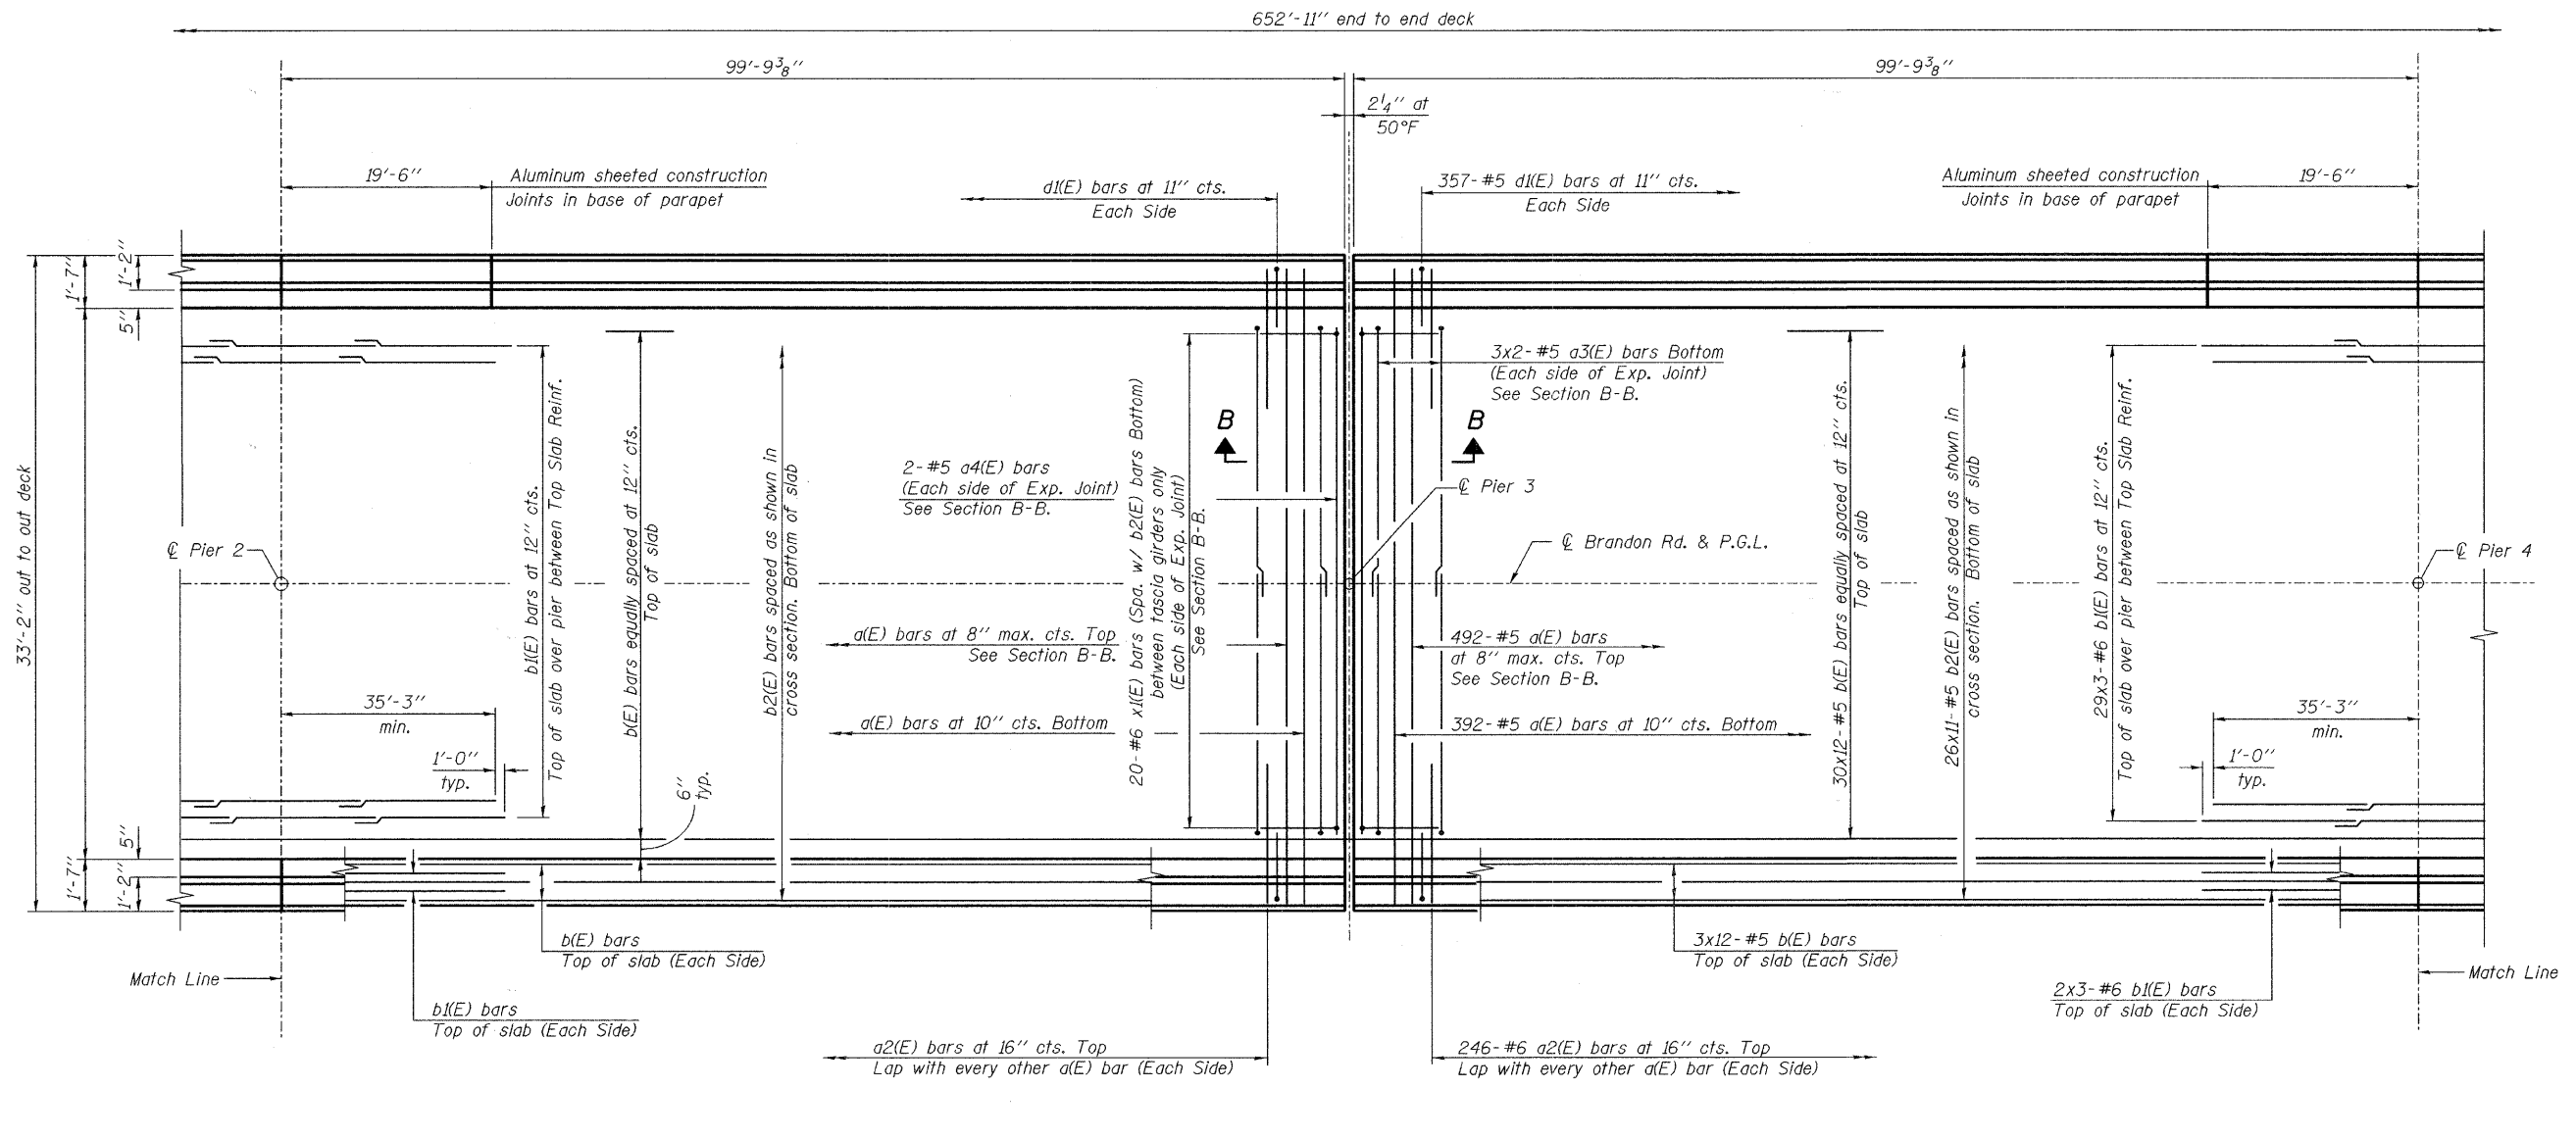 652'-11" end to end deck
99'-9 3/8"
99'-9 3/8"
2 1/4" at
50°F
19'-6"
Aluminum sheeted construction
Joints in base of parapet
d1(E) bars at 11" cts.
Each Side
357-#5 d1(E) bars at 11" cts.
Each Side
Aluminum sheeted construction
Joints in base of parapet
19'-6"
33'-2" out to out deck
1'-7"
1'-2"
5"
b1(E) bars at 12" cts.
Top of slab over pier between Top Slab Reinf.
b(E) bars equally spaced at 12" cts.
Top of slab
b2(E) bars spaced as shown in
cross section. Bottom of slab
2-#5 a4(E) bars
(Each side of Exp. Joint)
See Section B-B.
20-#6 x1(E) bars (Spa. w/ b2(E) bars Bottom)
between fascia girders only
(Each side of Exp. Joint)
See Section B-B.
B
B
3x2-#5 a3(E) bars Bottom
(Each side of Exp. Joint)
See Section B-B.
℄ Pier 3
℄ Brandon Rd. & P.G.L.
℄ Pier 2
℄ Pier 4
30x12-#5 b(E) bars equally spaced at 12" cts.
Top of slab
26x11-#5 b2(E) bars spaced as shown in
cross section. Bottom of slab
29x3-#6 b1(E) bars at 12" cts.
Top of slab over pier between Top Slab Reinf.
a(E) bars at 8" max. cts. Top
See Section B-B.
492-#5 a(E) bars
at 8" max. cts. Top
See Section B-B.
35'-3"
min.
1'-0"
typ.
6"
typ.
a(E) bars at 10" cts. Bottom
392-#5 a(E) bars at 10" cts. Bottom
35'-3"
min.
1'-0"
typ.
5"
1'-7"
1'-2"
b(E) bars
Top of slab (Each Side)
3x12-#5 b(E) bars
Top of slab (Each Side)
Match Line
Match Line
b1(E) bars
Top of slab (Each Side)
2x3-#6 b1(E) bars
Top of slab (Each Side)
a2(E) bars at 16" cts. Top
Lap with every other a(E) bar (Each Side)
246-#6 a2(E) bars at 16" cts. Top
Lap with every other a(E) bar (Each Side)